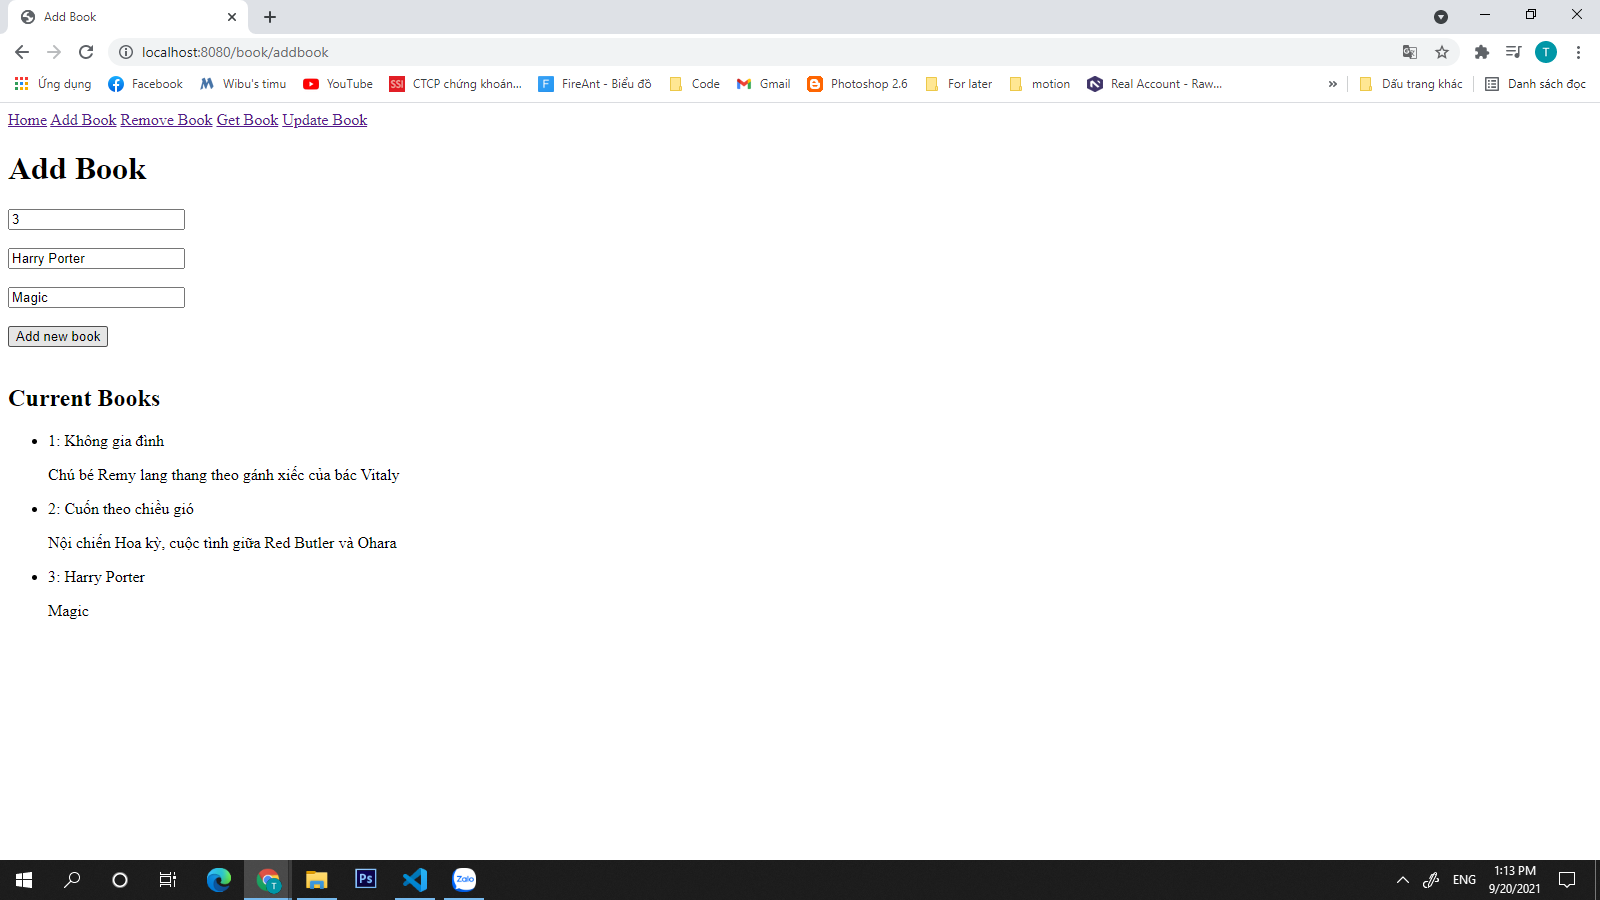 Add Book
localhost:8080/book/addbook
T
Ứng dụng Facebook Wibu's timu YouTube SSI CTCP chứng khoán... F FireAnt - Biểu đồ Code Gmail Photoshop 2.6 For later motion Real Account - Raw... » Dấu trang khác Danh sách đọc
Home Add Book Remove Book Get Book Update Book
Add Book
3
Harry Porter
Magic
Add new book
Current Books
1: Không gia đình
Chú bé Remy lang thang theo gánh xiếc của bác Vitaly
2: Cuốn theo chiều gió
Nội chiến Hoa kỳ, cuộc tình giữa Red Butler và Ohara
3: Harry Porter
Magic
T Ps Zalo ENG 1:13 PM
9/20/2021